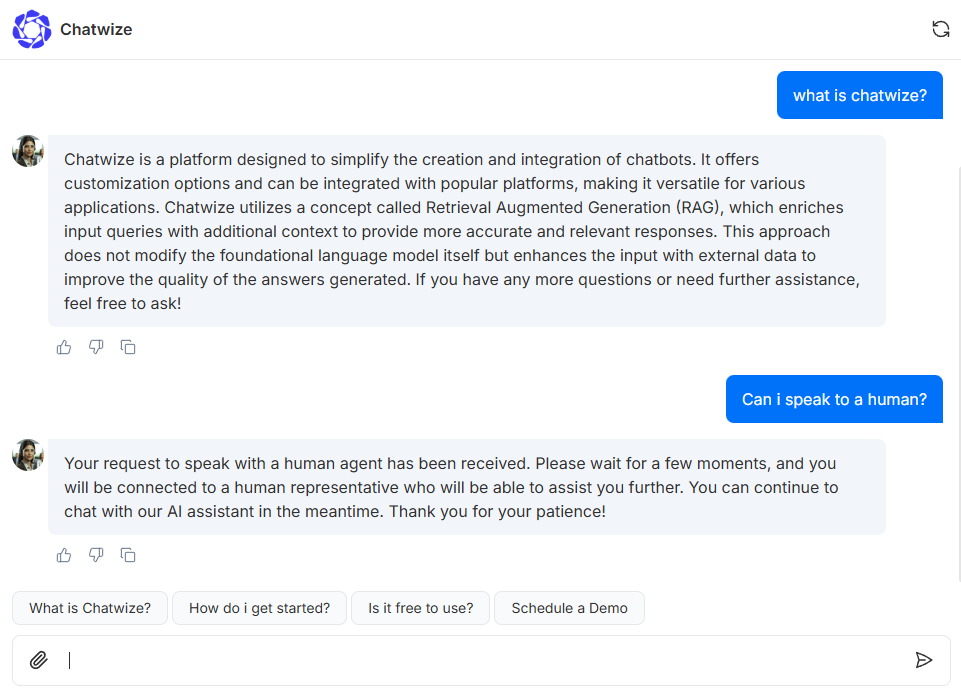 Chatwize
what is chatwize?
Chatwize is a platform designed to simplify the creation and integration of chatbots. It offers
customization options and can be integrated with popular platforms, making it versatile for various
applications. Chatwize utilizes a concept called Retrieval Augmented Generation (RAG), which enriches
input queries with additional context to provide more accurate and relevant responses. This approach
does not modify the foundational language model itself but enhances the input with external data to
improve the quality of the answers generated. If you have any more questions or need further assistance,
feel free to ask!
Can i speak to a human?
Your request to speak with a human agent has been received. Please wait for a few moments, and you
will be connected to a human representative who will be able to assist you further. You can continue to
chat with our AI assistant in the meantime. Thank you for your patience!
What is Chatwize?
How do i get started?
Is it free to use?
Schedule a Demo